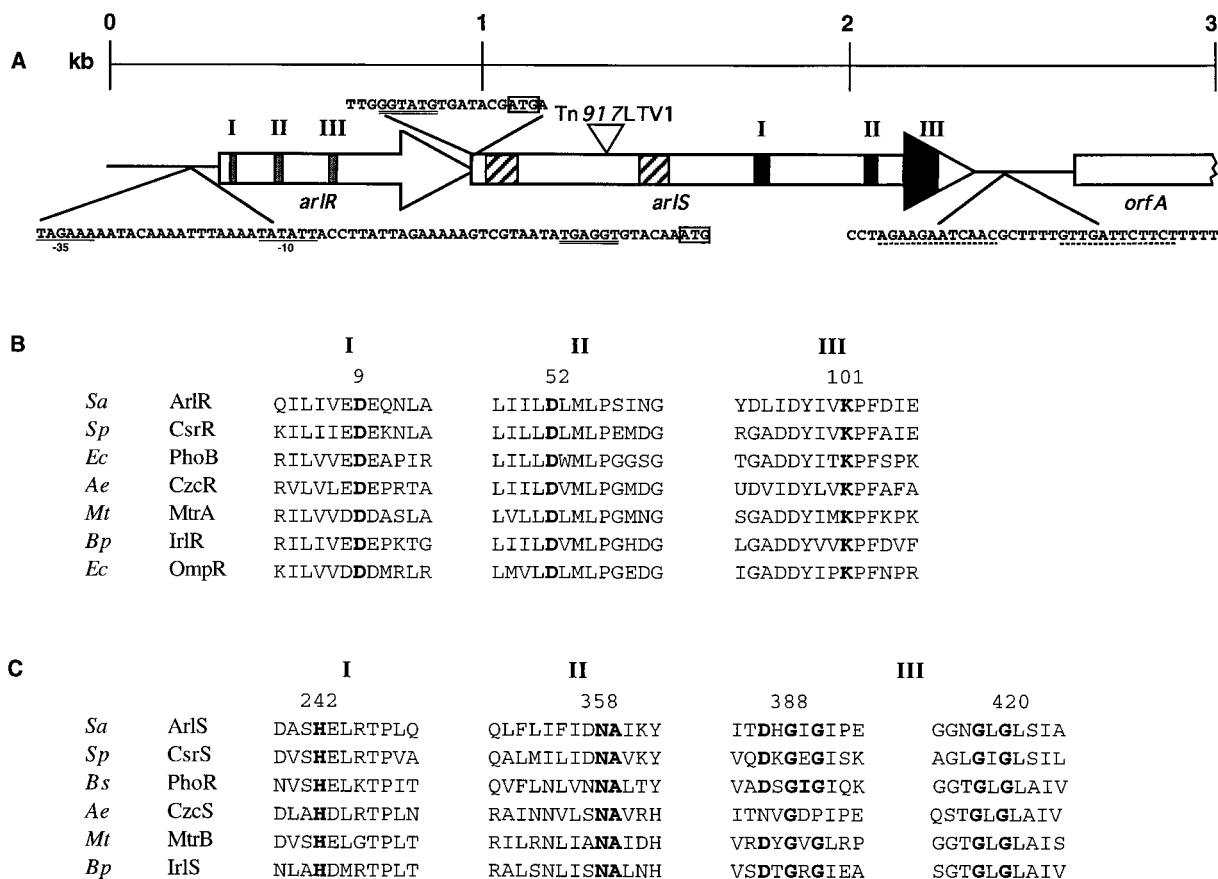 0 1 2 3
A kb
TTGGGTATGTGATACGATGA
Tn917LTV1
I II III I II III
arlR arlS orfA
TAGAAAAATACAAAATTTAAAATATATTACCTTATTAGAAAAAGTCGTAATATGAGGTGTACAAATG
CCTAGAAGAATCAACGCTTTTGTTGATTCTTCTTTTTT
-35 -10
B I II III
9 52 101
Sa ArlR QILIVEDEQNLA LIILDLMLPSING YDLIDYIVKPFDIE
Sp CsrR KILIIEDEKNLA LILLDLMLPEMDG RGADDYIVKPFAIE
Ec PhoB RILVVEDEAPIR LILLDWMLPGGSG TGADDYITKPFSPK
Ae CzcR RVLVLEDEPRTA LIILDVMLPGMDG UDVIDYLVKPFAFA
Mt MtrA RILVVDDDASLA LVLLDLMLPGMNG SGADDYIMKPFKPK
Bp IrlR RILIVEDEPKTG LIILDVMLPGHDG LGADDYVVKPFDVF
Ec OmpR KILVVDDDMRLR LMVLDLMLPGEDG IGADDYIPKPFNPR
C I II III
242 358 388 420
Sa ArlS DASHELRTPLQ QLFLIFIDNAIKY ITDHGIGIPE GGNGLGLSIA
Sp CsrS DVSHELRTPVA QALMILIDNAVKY VQDKGEGISK AGLGIGLSIL
Bs PhoR NVSHELKTPIT QVFLNLVNNALTY VADSGIGIQK GGTGLGLAIV
Ae CzcS DLAHDLRTPLN RAINNVLSNAVRH ITNVGDPIPE QSTGLGLAIV
Mt MtrB DVSHELGTPLT RILRNLIANAIDH VRDYGVGLRP GGTGLGLAIS
Bp IrlS NLAHDMRTPLT RALSNLISNALNH VSDTGRGIEA SGTGLGLAIV